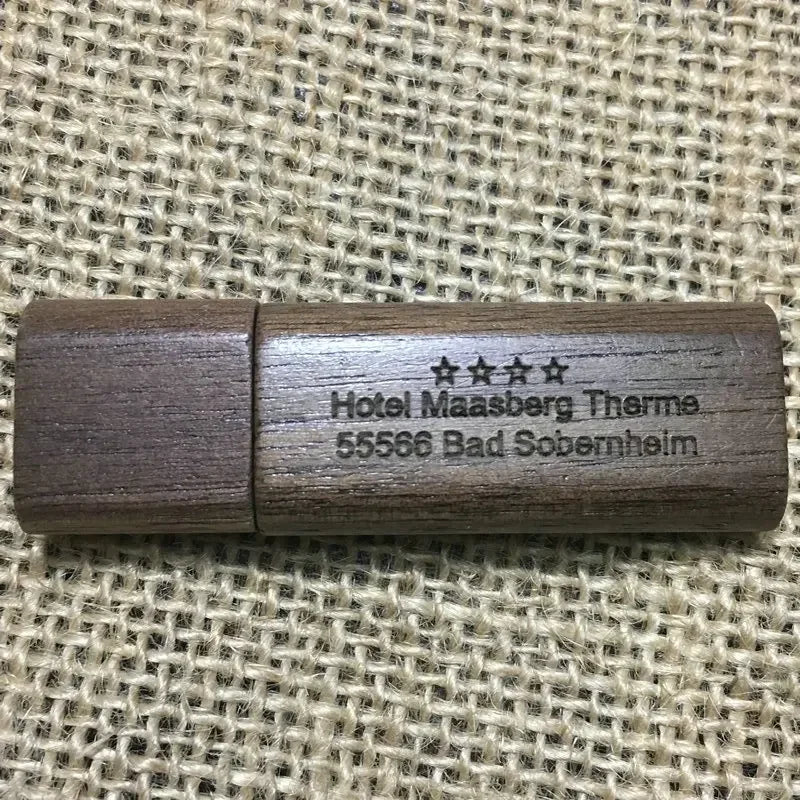 ☆☆☆☆
Hotel Maasberg Therme
55566 Bad Sobernheim